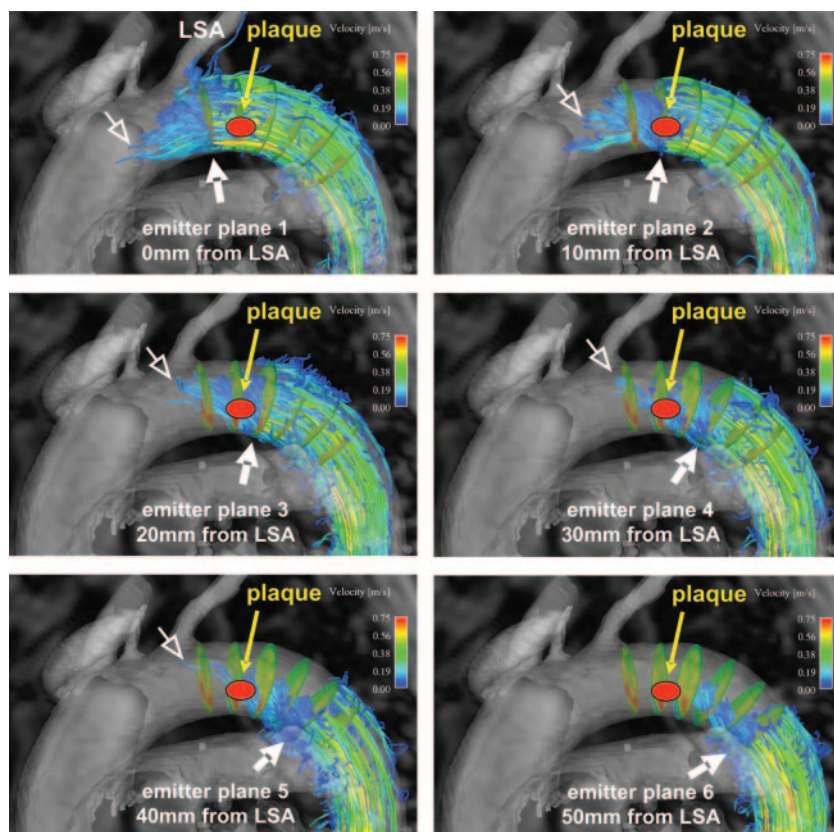 LSA
plaque
Velocity [m/s]
0.75
0.56
0.38
0.19
0.00
emitter plane 1
0mm from LSA
plaque
Velocity [m/s]
0.75
0.56
0.38
0.19
0.00
emitter plane 2
10mm from LSA
plaque
Velocity [m/s]
0.75
0.56
0.38
0.19
0.00
emitter plane 3
20mm from LSA
plaque
Velocity [m/s]
0.75
0.56
0.38
0.19
0.00
emitter plane 4
30mm from LSA
plaque
Velocity [m/s]
0.75
0.56
0.38
0.19
0.00
emitter plane 5
40mm from LSA
plaque
Velocity [m/s]
0.75
0.56
0.38
0.19
0.00
emitter plane 6
50mm from LSA